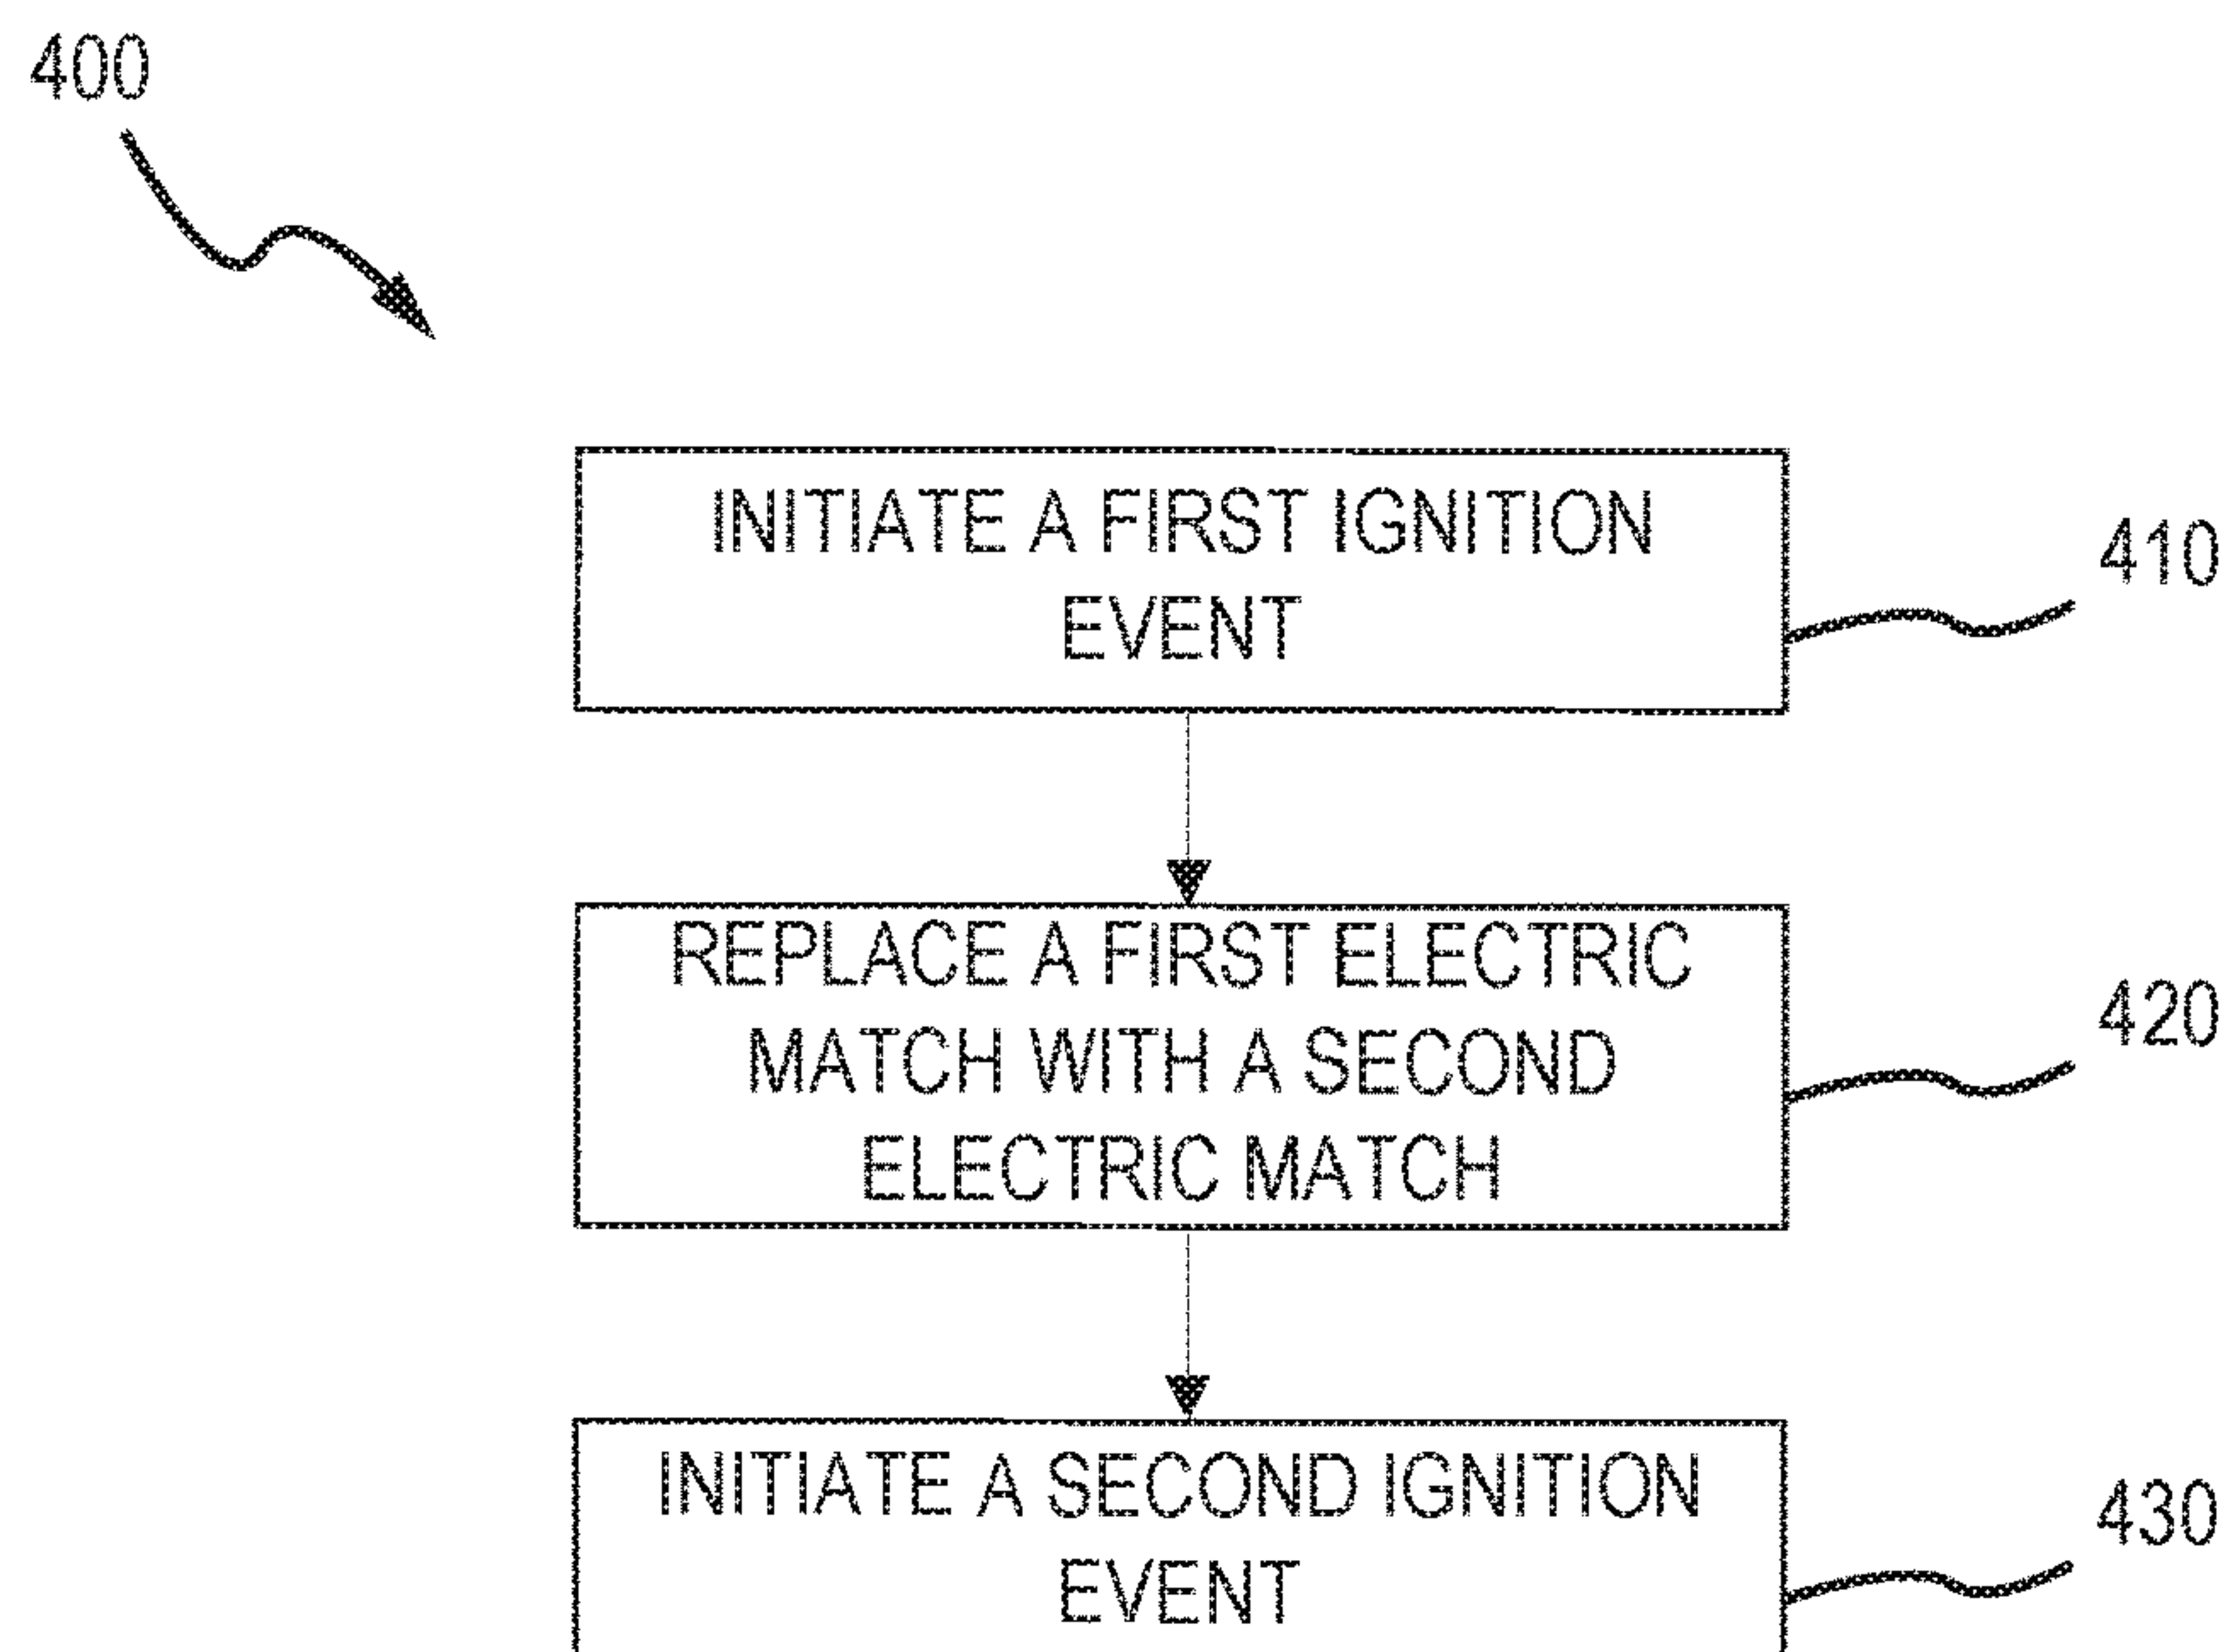 400
INITIATE A FIRST IGNITION
EVENT
410
REPLACE A FIRST ELECTRIC
MATCH WITH A SECOND
ELECTRIC MATCH
420
INITIATE A SECOND IGNITION
EVENT
430